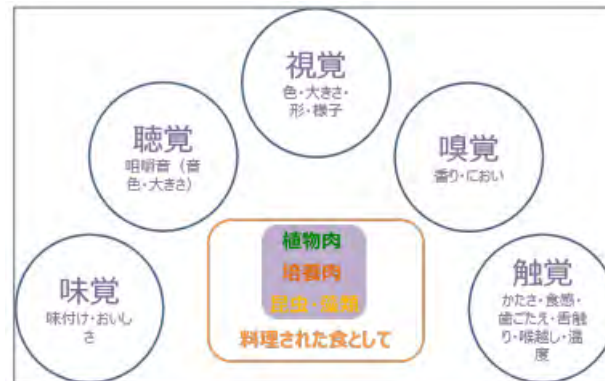 視覚
色・大きさ・
形・様子
聴覚
咀嚼音（音
色・大きさ）
嗅覚
香り・におい
味覚
味付け・おいし
さ
植物肉
培養肉
昆虫・藻類
料理された食として
触覚
かたさ・食感・
歯ごたえ・舌触
り・喉越し・温
度